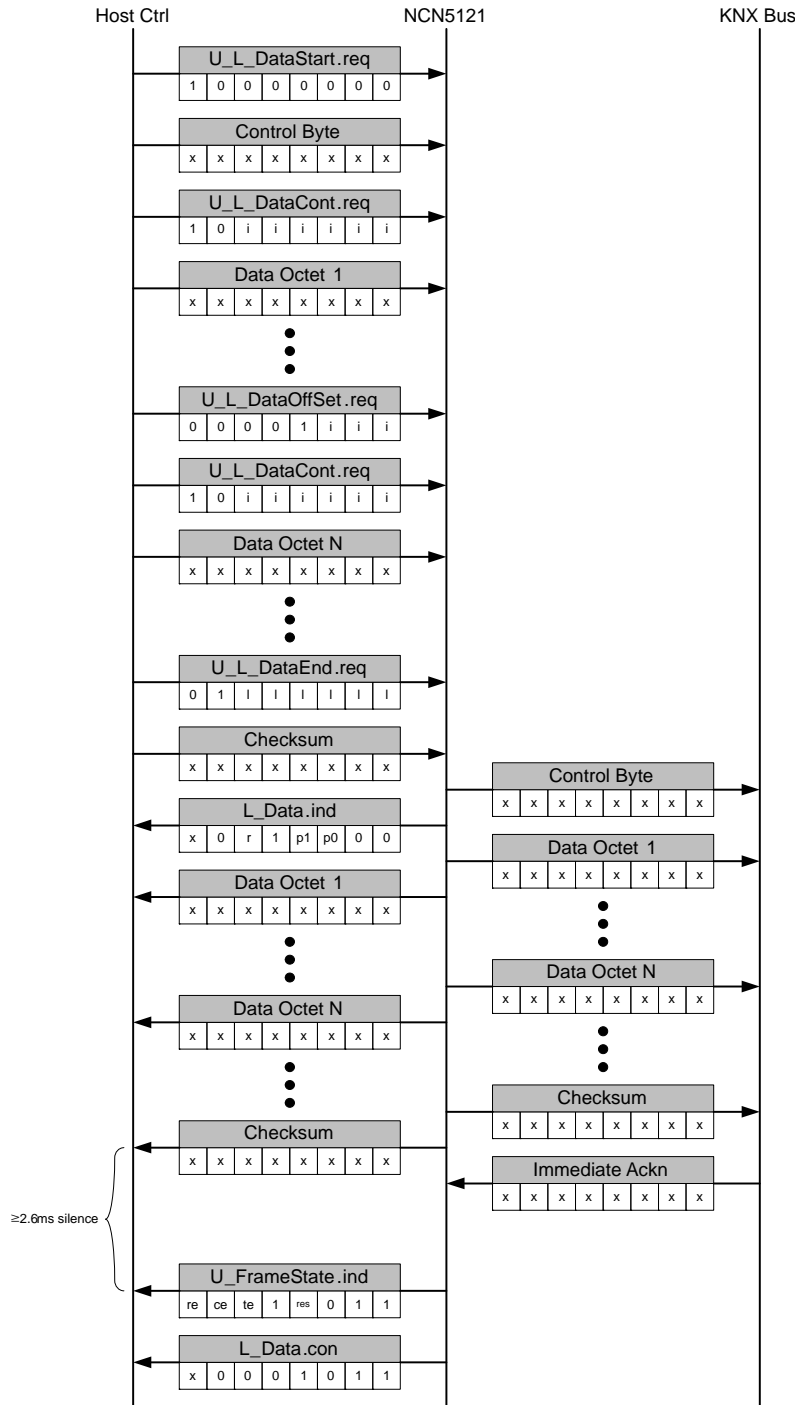 Host Ctrl NCN5121 KNX Bus
U_L_DataStart.req
1 0 0 0 0 0 0 0
Control Byte
x x x x x x x x
U_L_DataCont.req
1 0 i i i i i i
Data Octet 1
x x x x x x x x
U_L_DataOffSet.req
0 0 0 0 1 i i i
U_L_DataCont.req
1 0 i i i i i i
Data Octet N
x x x x x x x x
U_L_DataEnd.req
0 1 l l l l l l
Checksum
x x x x x x x x
Control Byte
x x x x x x x x
L_Data.ind
x 0 r 1 p1 p0 0 0
Data Octet 1
x x x x x x x x
Data Octet 1
x x x x x x x x
Data Octet N
x x x x x x x x
Data Octet N
x x x x x x x x
Checksum
x x x x x x x x
Checksum
x x x x x x x x
Immediate Ackn
x x x x x x x x
≥2.6ms silence
U_FrameState.ind
re ce te 1 res 0 1 1
L_Data.con
x 0 0 0 1 0 1 1